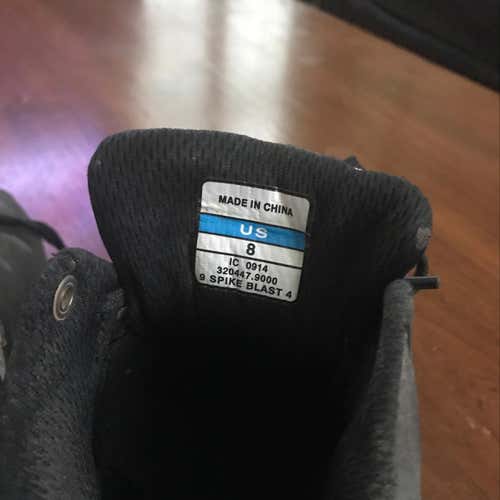 MADE IN CHINA
US
8
IC 0914
320447.9000
9 SPIKE BLAST 4